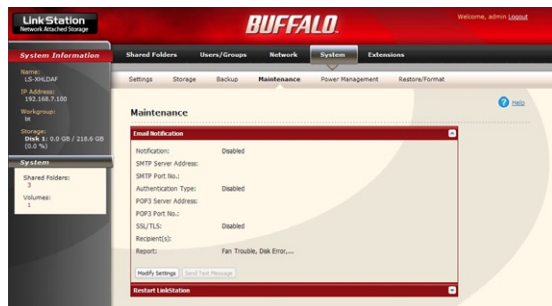 LinkStation
Network Attached Storage
BUFFALO.
Welcome, admin Logout
System Information
Name:
LS-XHLDAF
IP Address:
192.168.7.100
Workgroup:
bt
Storage:
Disk 1: 0.0 GB / 218.6 GB
(0.0 %)
System
Shared Folders:
3
Volumes:
1
Shared Folders Users/Groups Network System Extensions
Settings Storage Backup Maintenance Power Management Restore/Format
Help
Maintenance
Email Notification
Notification: Disabled
SMTP Server Address:
SMTP Port No.:
Authentication Type: Disabled
POP3 Server Address:
POP3 Port No.:
SSL/TLS: Disabled
Recipient(s):
Report: Fan Trouble, Disk Error,...
Modify Settings Send Test Message
Restart LinkStation